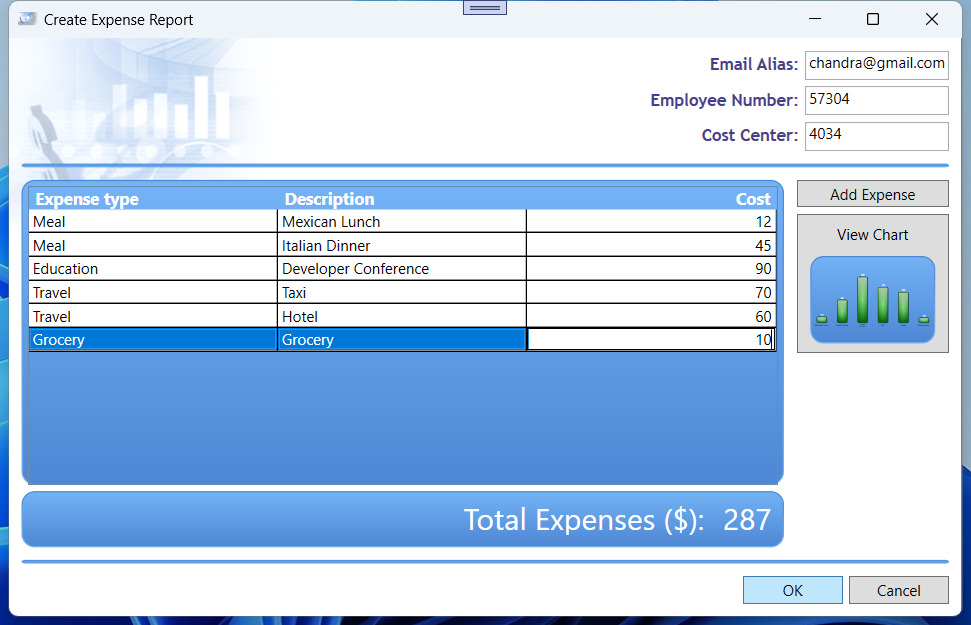 Create Expense Report
Email Alias: chandra@gmail.com
Employee Number: 57304
Cost Center: 4034
Expense type Description Cost
Add Expense
Meal Mexican Lunch 12
View Chart
Meal Italian Dinner 45
Education Developer Conference 90
Travel Taxi 70
Travel Hotel 60
Grocery Grocery 10
Total Expenses ($): 287
OK Cancel